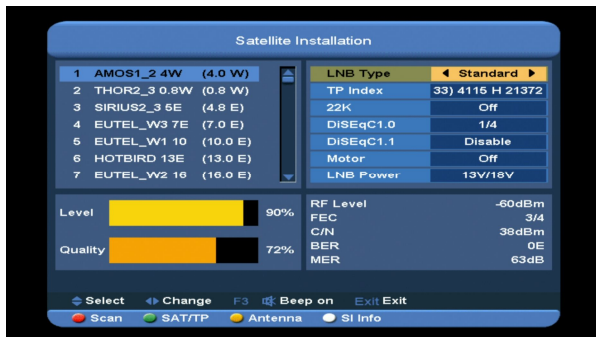 Satellite Installation
1 AMOS1_2 4W (4.0 W)
2 THOR2_3 0.8W (0.8 W)
3 SIRIUS2_3 5E (4.8 E)
4 EUTEL_W3 7E (7.0 E)
5 EUTEL_W1 10 (10.0 E)
6 HOTBIRD 13E (13.0 E)
7 EUTEL_W2 16 (16.0 E)
LNB Type Standard
TP Index 33) 4115 H 21372
22K Off
DiSEqC1.0 1/4
DiSEqC1.1 Disable
Motor Off
LNB Power 13V/18V
Level 90%
Quality 72%
RF Level -60dBm
FEC 3/4
C/N 38dBm
BER 0E
MER 63dB
Select Change F3 Beep on Exit Exit
Scan SAT/TP Antenna SI Info